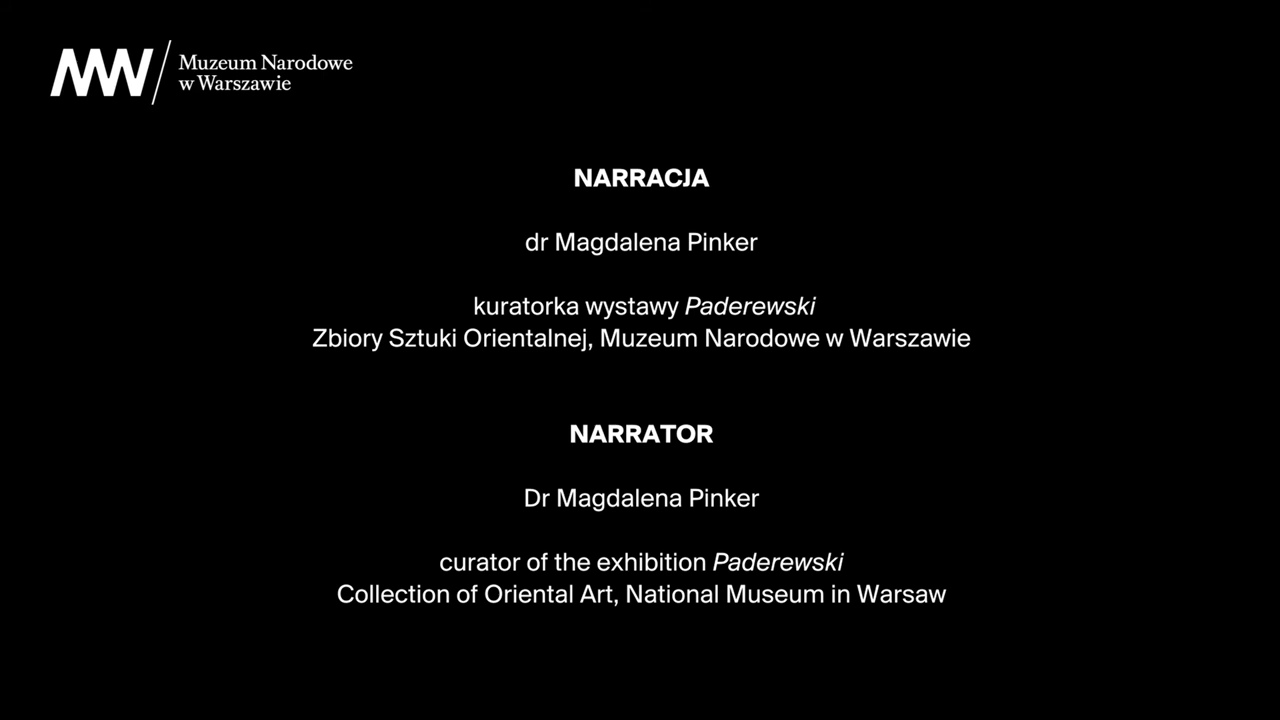 MW / Muzeum Narodowe
w Warszawie
NARRACJA
dr Magdalena Pinker
kuratorka wystawy Paderewski
Zbiory Sztuki Orientalnej, Muzeum Narodowe w Warszawie
NARRATOR
Dr Magdalena Pinker
curator of the exhibition Paderewski
Collection of Oriental Art, National Museum in Warsaw